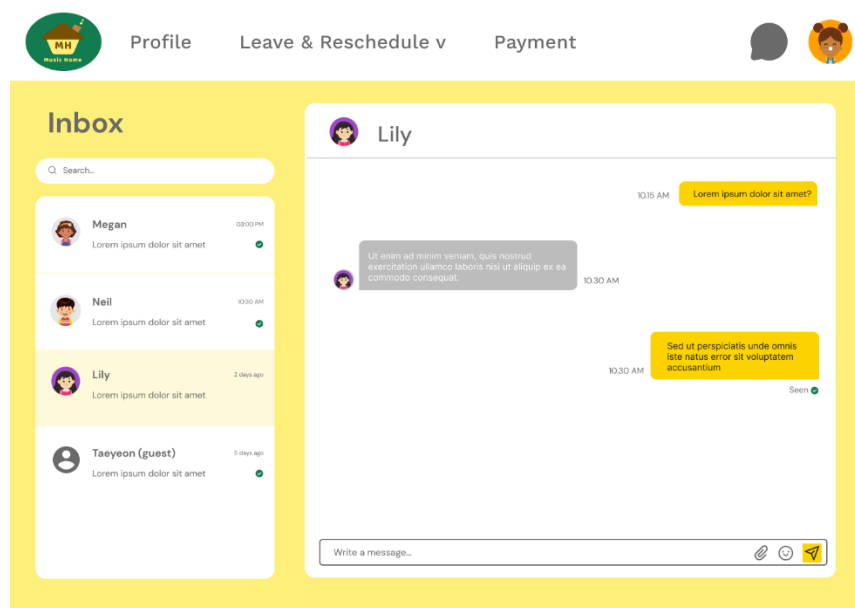 MH
Music Home
Profile
Leave & Reschedule v
Payment
Inbox
Search...
Megan
03:00 PM
Lorem ipsum dolor sit amet
Neil
10:30 AM
Lorem ipsum dolor sit amet
Lily
2 days ago
Lorem ipsum dolor sit amet
Taeyeon (guest)
5 days ago
Lorem ipsum dolor sit amet
Lily
10.15 AM
Lorem ipsum dolor sit amet?
Ut enim ad minim veniam, quis nostrud
exercitation ullamco laboris nisi ut aliquip ex ea
commodo consequat.
10.30 AM
Sed ut perspiciatis unde omnis
iste natus error sit voluptatem
accusantium
10.30 AM
Seen
Write a message...